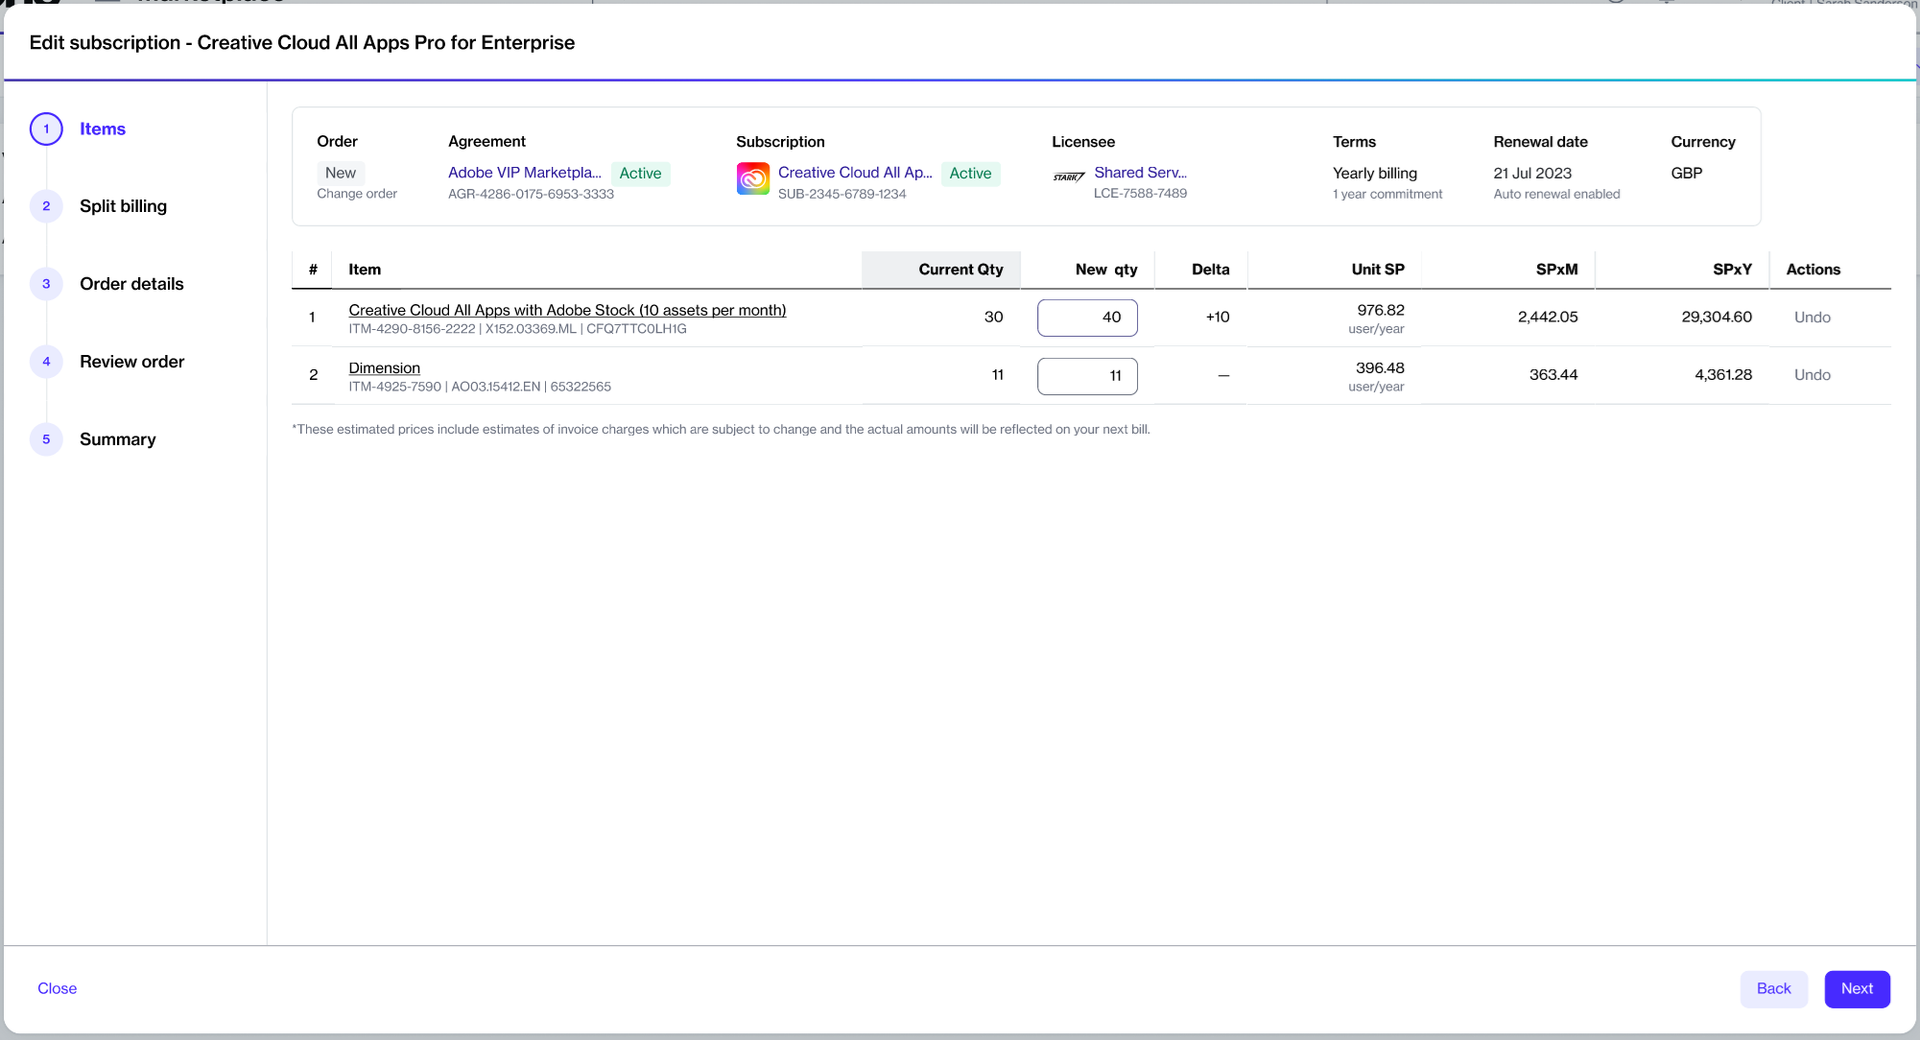 Edit subscription - Creative Cloud All Apps Pro for Enterprise
1 Items
2 Split billing
3 Order details
4 Review order
5 Summary
Order Agreement Subscription Licensee Terms Renewal date Currency
New Adobe VIP Marketpla... Active Creative Cloud All Ap... Active STARK7 Shared Serv... Yearly billing 21 Jul 2023 GBP
Change order AGR-4286-0175-6953-3333 SUB-2345-6789-1234 LCE-7588-7489 1 year commitment Auto renewal enabled
# Item Current Qty New qty Delta Unit SP SPxM SPxY Actions
1 Creative Cloud All Apps with Adobe Stock (10 assets per month) 30 40 +10 976.82 2,442.05 29,304.60 Undo
ITM-4290-8156-2222 | X152.03369.ML | CFQ7TTC0LH1G user/year
2 Dimension 11 11 — 396.48 363.44 4,361.28 Undo
ITM-4925-7590 | AO03.15412.EN | 65322565 user/year
*These estimated prices include estimates of invoice charges which are subject to change and the actual amounts will be reflected on your next bill.
Close Back Next